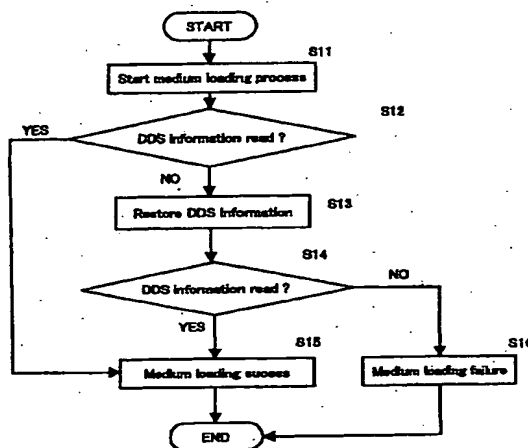 START
S11
Start medium loading process
S12
DDS information read ?
YES
NO
S13
Restore DDS information
S14
DDS information read ?
NO
YES
S15
Medium loading sucess
Medium loading failure
END